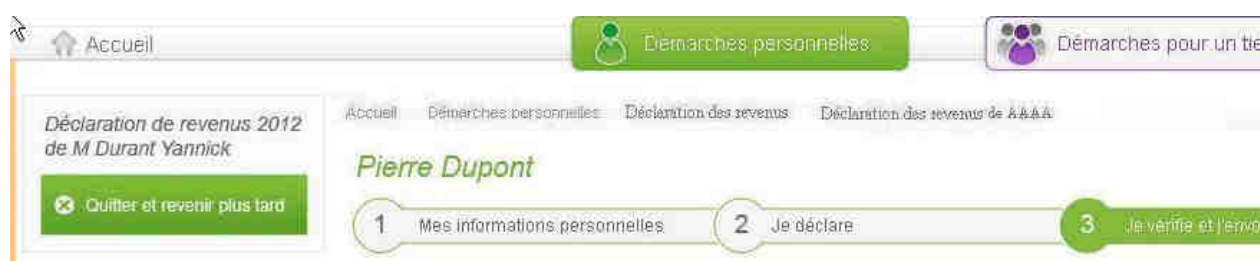 Accueil
Démarches personnelles
Démarches pour un tie
Déclaration de revenus 2012
de M Durant Yannick
Quitter et revenir plus tard
Accueil Démarches personnelles Déclaration des revenus Déclaration des revenus de AAAA
Pierre Dupont
1 Mes informations personnelles 2 Je déclare 3 Je vérifie et j'envo